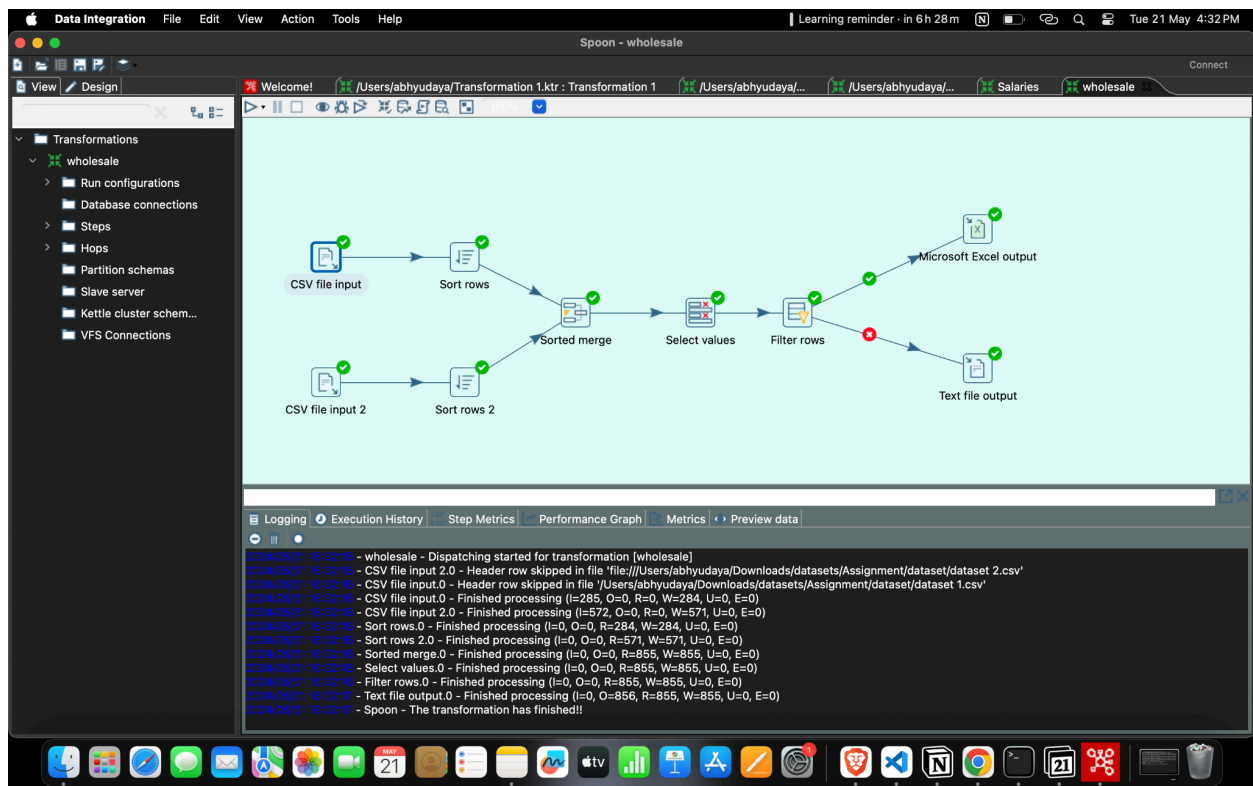 Data Integration File Edit View Action Tools Help Learning reminder · in 6 h 28 m Tue 21 May 4:32 PM
Spoon - wholesale
Connect
View Design Welcome! /Users/abhyudaya/Transformation 1.ktr : Transformation 1 /Users/abhyudaya/... /Users/abhyudaya/... Salaries wholesale
100%
Transformations
wholesale
Run configurations
Database connections
Steps
Hops
Partition schemas
Slave server
Kettle cluster schem...
VFS Connections
Microsoft Excel output
CSV file input Sort rows
Sorted merge Select values Filter rows
Text file output
CSV file input 2 Sort rows 2
Logging Execution History Step Metrics Performance Graph Metrics Preview data
- wholesale - Dispatching started for transformation [wholesale]
- CSV file input 2.0 - Header row skipped in file 'file:///Users/abhyudaya/Downloads/datasets/Assignment/dataset/dataset 2.csv'
- CSV file input.0 - Header row skipped in file '/Users/abhyudaya/Downloads/datasets/Assignment/dataset/dataset 1.csv'
- CSV file input.0 - Finished processing (I=285, O=0, R=0, W=284, U=0, E=0)
- CSV file input 2.0 - Finished processing (I=572, O=0, R=0, W=571, U=0, E=0)
- Sort rows.0 - Finished processing (I=0, O=0, R=284, W=284, U=0, E=0)
- Sort rows 2.0 - Finished processing (I=0, O=0, R=571, W=571, U=0, E=0)
- Sorted merge.0 - Finished processing (I=0, O=0, R=855, W=855, U=0, E=0)
- Select values.0 - Finished processing (I=0, O=0, R=855, W=855, U=0, E=0)
- Filter rows.0 - Finished processing (I=0, O=0, R=855, W=855, U=0, E=0)
- Text file output.0 - Finished processing (I=0, O=856, R=855, W=855, U=0, E=0)
- Spoon - The transformation has finished!!
MAY
21
tv
21
1